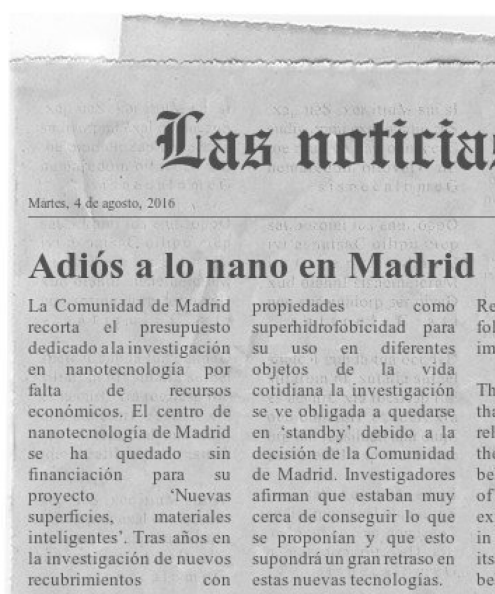 Las noticias
Martes, 4 de agosto, 2016
Adiós a lo nano en Madrid
La Comunidad de Madrid
recorta el presupuesto
dedicado a la investigación
en nanotecnología por
falta de recursos
económicos. El centro de
nanotecnología de Madrid
se ha quedado sin
financiación para su
proyecto ‘Nuevas
superficies, materiales
inteligentes’. Tras años en
la investigación de nuevos
recubrimientos con
propiedades como
superhidrofobicidad para
su uso en diferentes
objetos de la vida
cotidiana la investigación
se ve obligada a quedarse
en ‘standby’ debido a la
decisión de la Comunidad
de Madrid. Investigadores
afirman que estaban muy
cerca de conseguir lo que
se proponían y que esto
supondrá un gran retraso en
estas nuevas tecnologías.